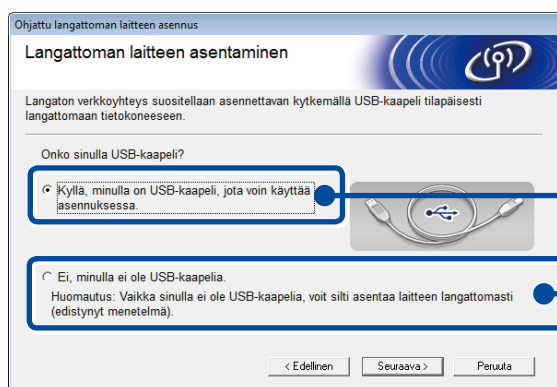 Ohjattu langattoman laitteen asennus
Langattoman laitteen asentaminen
Langaton verkkoyhteys suositellaan asennettavan kytkemällä USB-kaapeli tilapäisesti
langattomaan tietokoneeseen.
Onko sinulla USB-kaapeli?
Kyllä, minulla on USB-kaapeli, jota voin käyttää
asennuksessa.
Ei, minulla ei ole USB-kaapelia.
Huomautus: Vaikka sinulla ei ole USB-kaapelia, voit silti asentaa laitteen langattomasti
(edistynyt menetelmä).
< Edellinen
Seuraava >
Peruuta